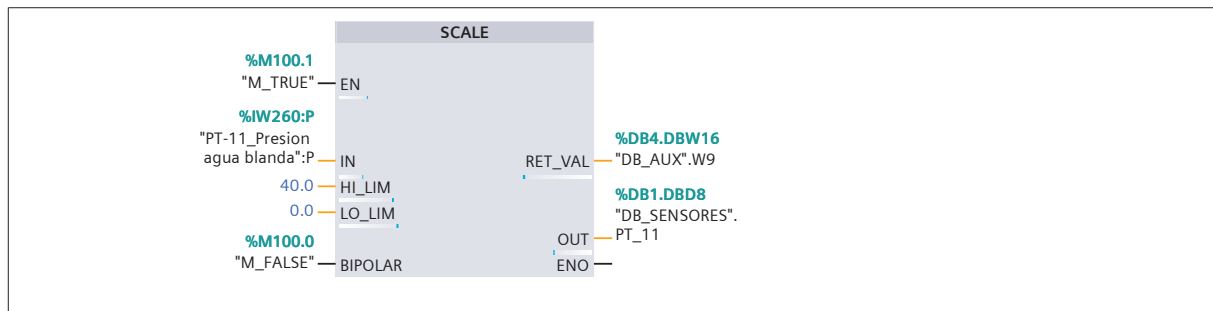 SCALE
%M100.1
"M_TRUE"
EN
%IW260:P
"PT-11_Presion
agua blanda":P
IN
40.0
HI_LIM
0.0
LO_LIM
%M100.0
"M_FALSE"
BIPOLAR
%DB4.DBW16
RET_VAL
"DB_AUX".W9
%DB1.DBD8
"DB_SENSORES".
PT_11
OUT
ENO